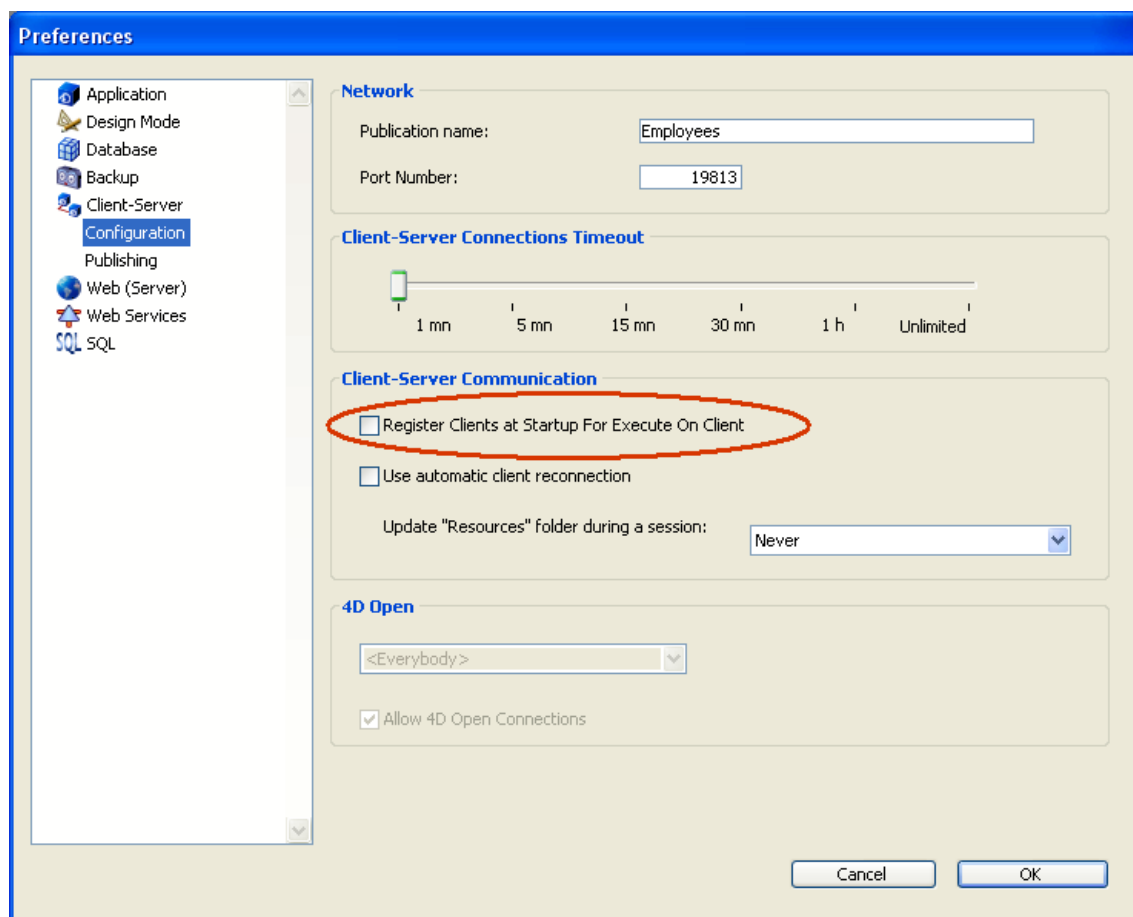 Preferences
Application
Design Mode
Database
Backup
Client-Server
Configuration
Publishing
Web (Server)
Web Services
SQL SQL
Network
Publication name: Employees
Port Number: 19813
Client-Server Connections Timeout
1 mn 5 mn 15 mn 30 mn 1 h Unlimited
Client-Server Communication
Register Clients at Startup For Execute On Client
Use automatic client reconnection
Update "Resources" folder during a session: Never
4D Open
<Everybody>
Allow 4D Open Connections
Cancel OK